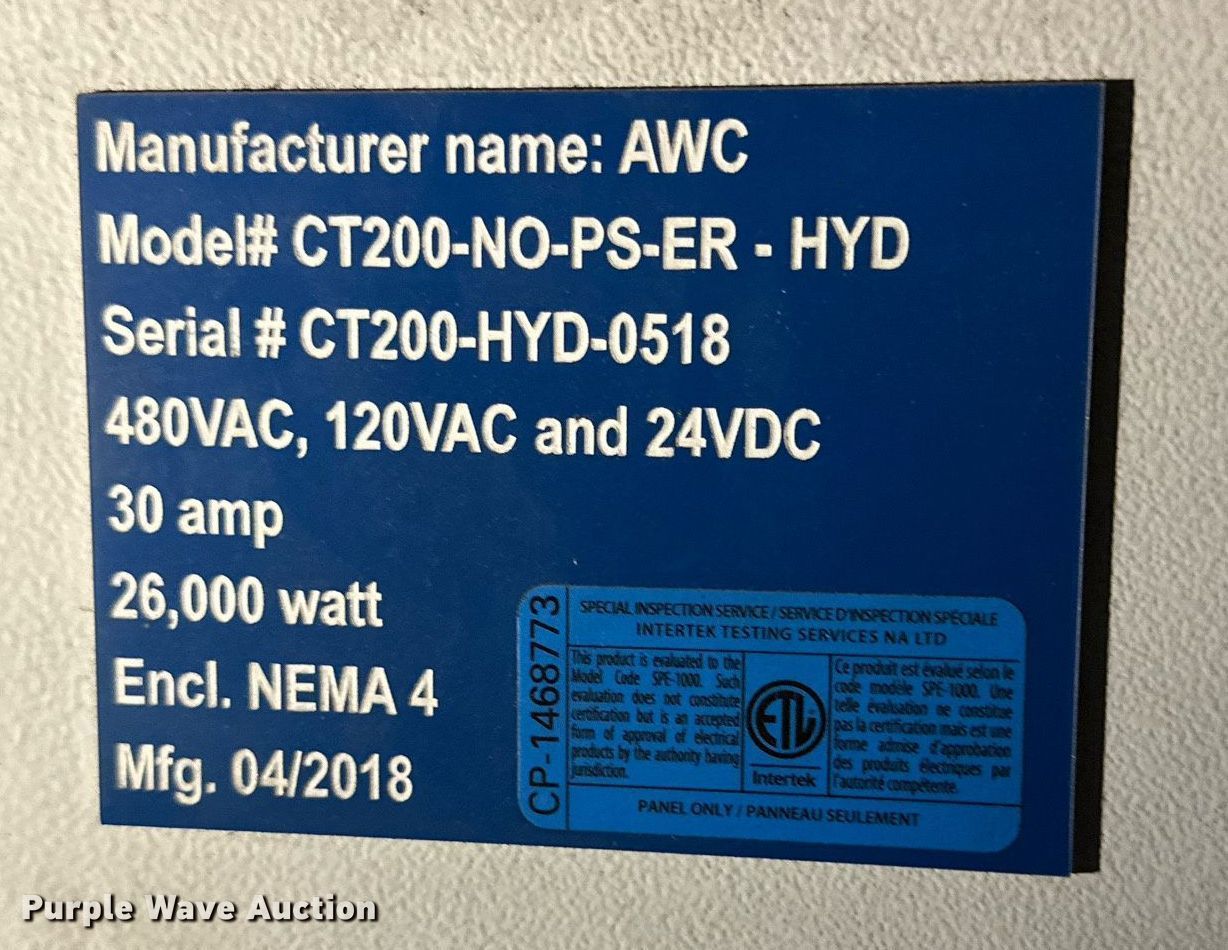 Manufacturer name: AWC
Model# CT200-NO-PS-ER - HYD
Serial # CT200-HYD-0518
480VAC, 120VAC and 24VDC
30 amp
26,000 watt
Encl. NEMA 4
Mfg. 04/2018
CP-1468773
SPECIAL INSPECTION SERVICE / SERVICE D'INSPECTION SPÉCIALE
INTERTEK TESTING SERVICES NA LTD
This product is evaluated to the
Model Code SPE-1000. Such
evaluation does not constitute
certification but is an accepted
form of approval of electrical
products by the authority having
jurisdiction.
ETL
Intertek
Ce produit est évalué selon le
code modèle SPE-1000. Une
telle évaluation ne constitue
pas la certification mais est une
forme admise d'approbation
des produits électriques par
l'autorité compétente.
PANEL ONLY / PANNEAU SEULEMENT
Purple Wave Auction